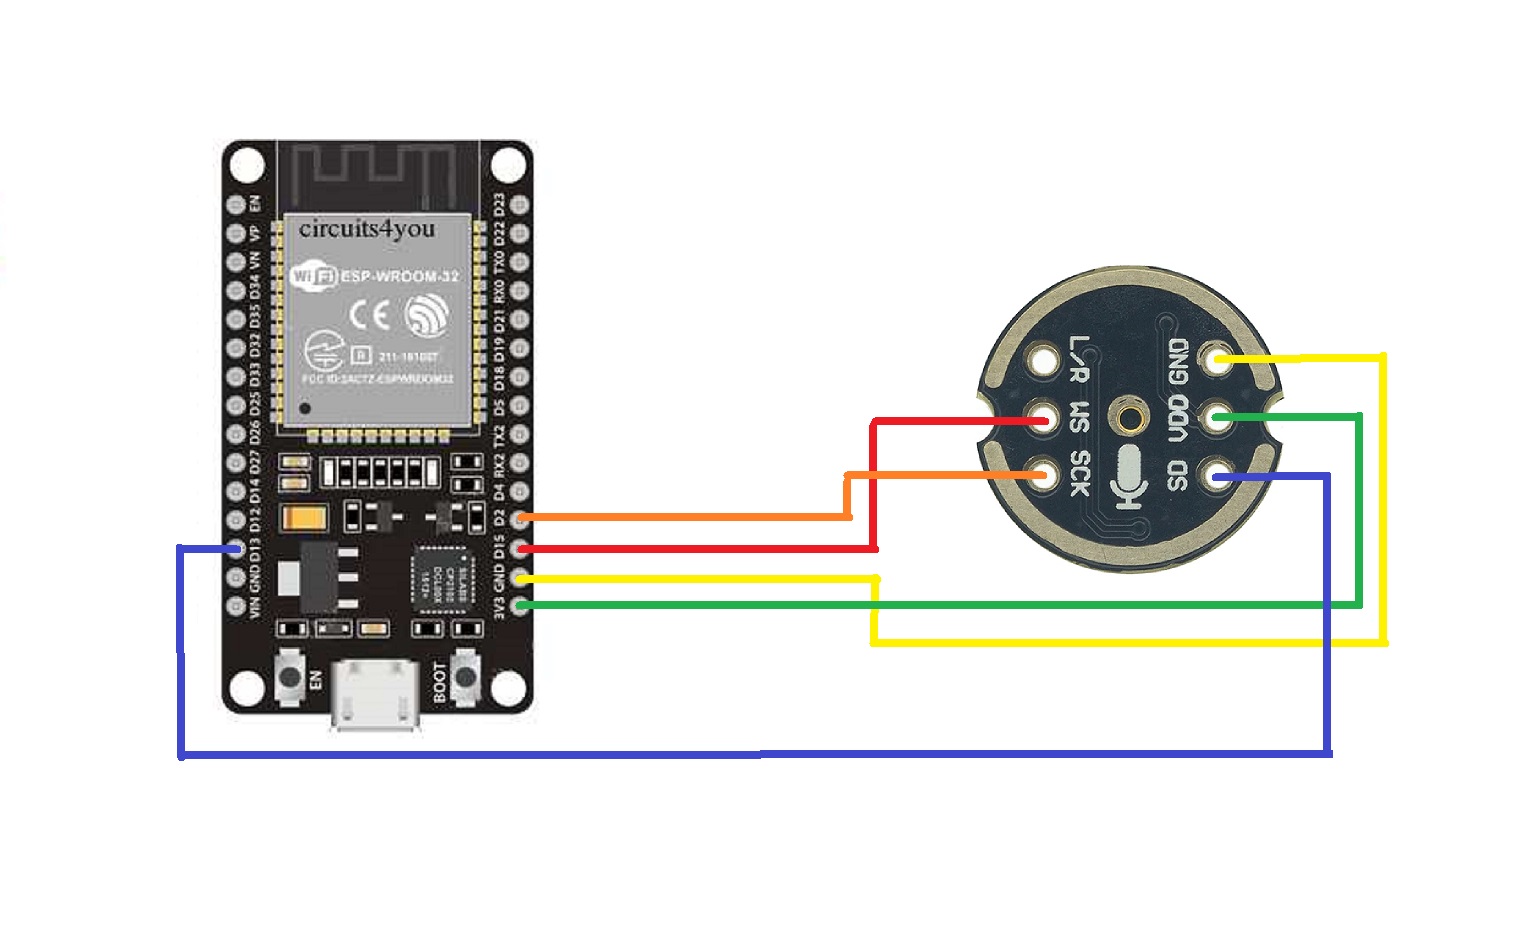 circuits4you
Wi Fi ESP-WROOM-32
CE
R 211-161007
FCC ID:2AC7Z-ESPWROOM32
EN
VP
VN
D34
D35
D32
D33
D25
D26
D27
D14
D12
D13
GND
VIN
D23
D22
TX0
RX0
D21
D19
D18
D5
TX2
RX2
D4
D2
D15
GND
3V3
SILABS
CP2102
EN
BOOT
L/R
WS
SCK
GND
VDD
SD